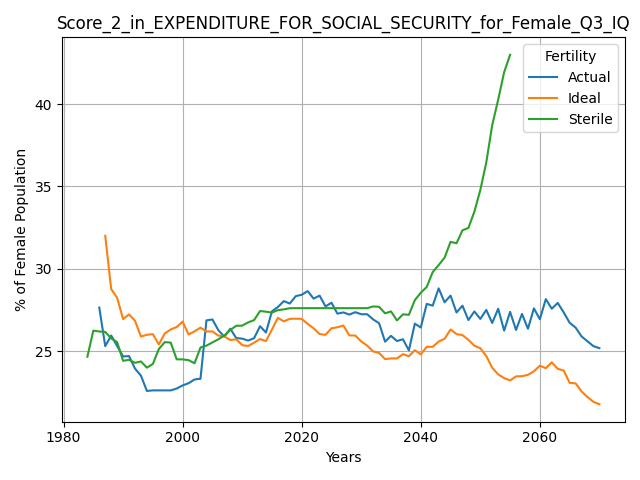 Score_2_in_EXPENDITURE_FOR_SOCIAL_SECURITY_for_Female_Q3_IQ
Fertility
Actual
Ideal
Sterile
% of Female Population
40
35
30
25
1980
2000
2020
2040
2060
Years